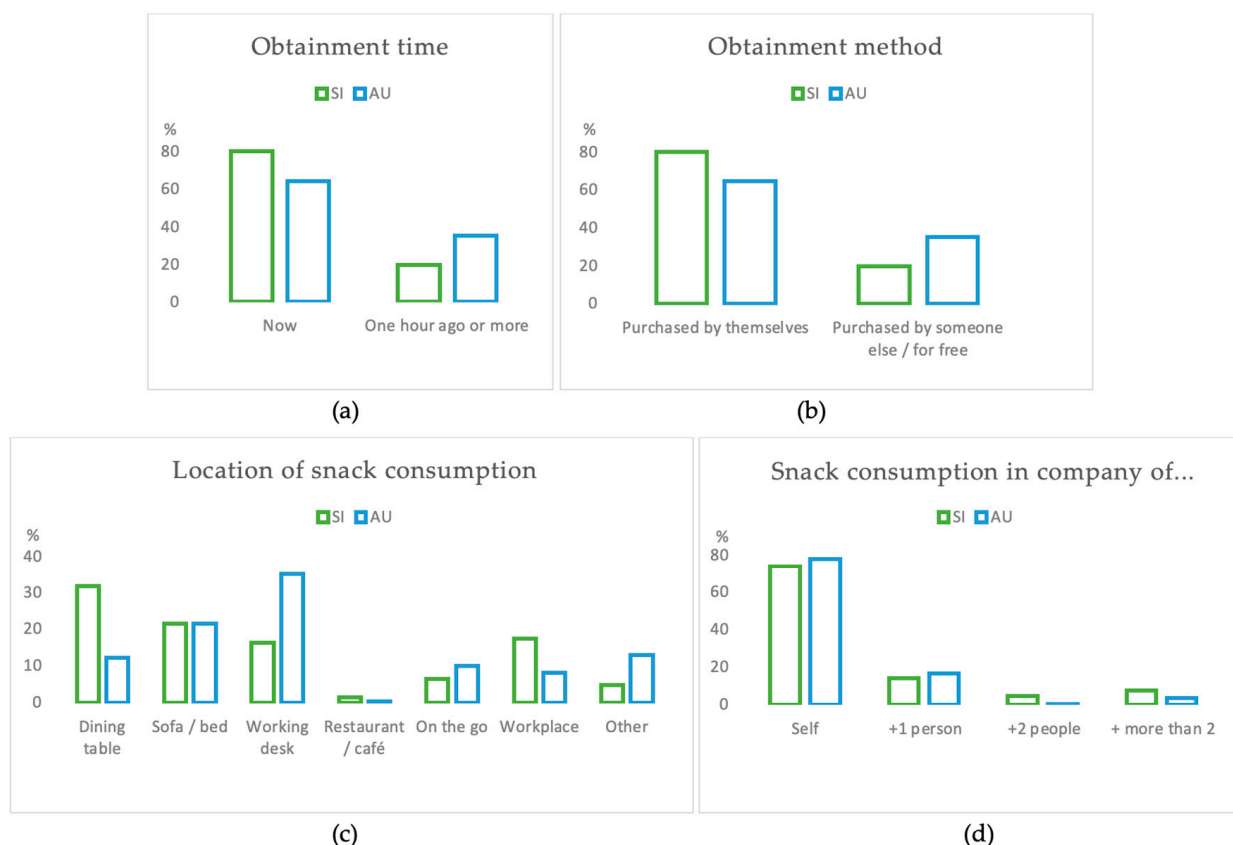 Obtainment time
SI AU
%
80
60
40
20
0
Now One hour ago or more
(a)
Obtainment method
SI AU
%
80
60
40
20
0
Purchased by themselves Purchased by someone
else / for free
(b)
Location of snack consumption
SI AU
%
40
30
20
10
0
Dining Sofa / bed Working Restaurant On the go Workplace Other
table desk / café
(c)
Snack consumption in company of...
SI AU
%
80
60
40
20
0
Self +1 person +2 people + more than 2
(d)